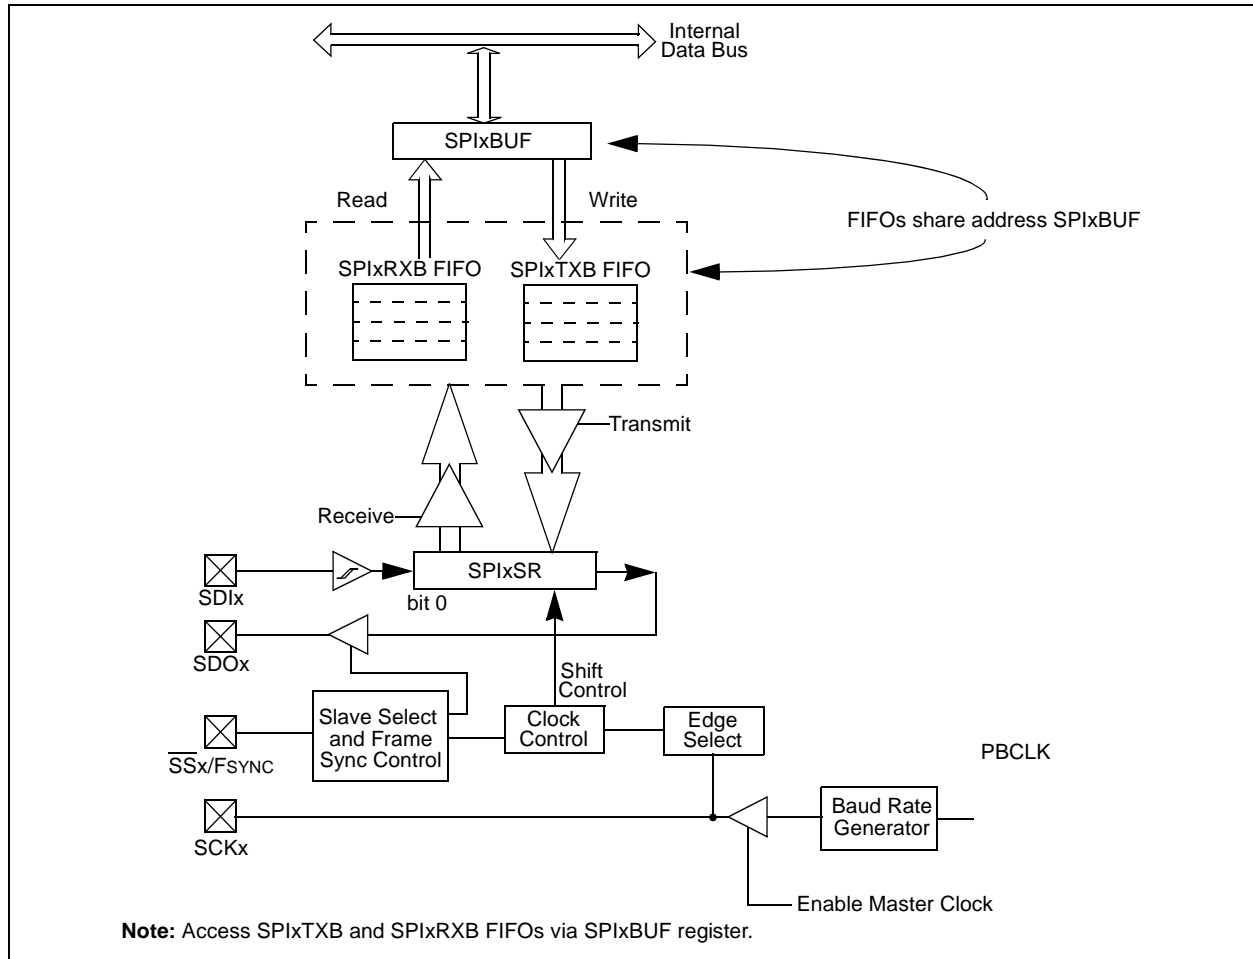 Internal
Data Bus
SPIxBUF
Read
Write
FIFOs share address SPIxBUF
SPIxRXB FIFO
SPIxTXB FIFO
Transmit
Receive
SPIxSR
SDIx
bit 0
SDOx
Shift
Control
Slave Select
and Frame
Sync Control
Clock
Control
Edge
Select
SSx/FSYNC
PBCLK
Baud Rate
Generator
SCKx
Enable Master Clock
Note: Access SPIxTXB and SPIxRXB FIFOs via SPIxBUF register.